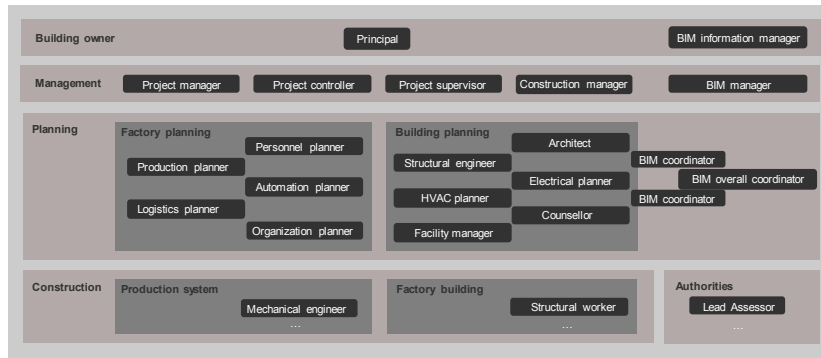 Building owner
Principal
BIM information manager
Management
Project manager
Project controller
Project supervisor
Construction manager
BIM manager
Planning
Factory planning
Personnel planner
Production planner
Automation planner
Logistics planner
Organization planner
Building planning
Architect
Structural engineer
Electrical planner
HVAC planner
Counsellor
Facility manager
BIM coordinator
BIM overall coordinator
BIM coordinator
Construction
Production system
Mechanical engineer
...
Factory building
Structural worker
...
Authorities
Lead Assessor
...